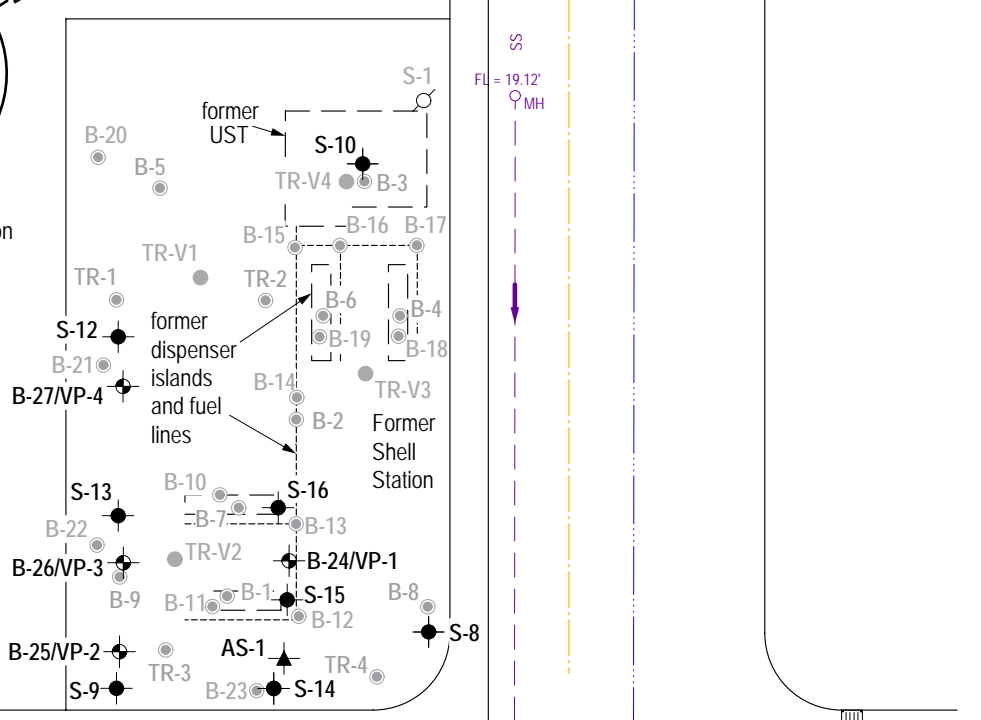 SS
S-1
FL = 19.12'
MH
former
UST
B-20
S-10
B-5
TR-V4
B-3
on
B-15
B-16
B-17
TR-V1
TR-1
TR-2
B-6
B-4
S-12
former
dispenser
islands
and fuel
lines
B-19
B-18
B-21
B-27/VP-4
B-14
TR-V3
B-2
Former
Shell
Station
B-10
S-16
S-13
B-7
B-13
B-22
TR-V2
B-24/VP-1
B-26/VP-3
B-9
B-11
B-1
S-15
B-8
B-12
S-8
B-25/VP-2
AS-1
TR-3
TR-4
S-9
B-23
S-14